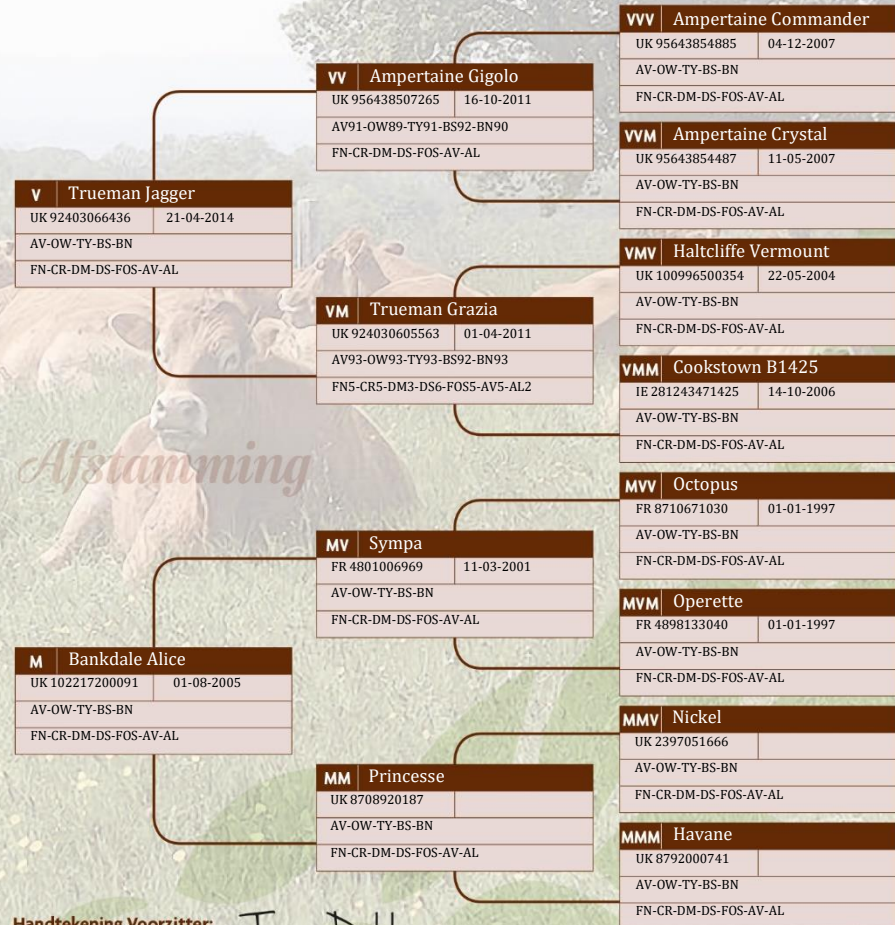 VVV Ampertaine Commander
UK 95643854885 04-12-2007
AV-OW-TY-BS-BN
FN-CR-DM-DS-FOS-AV-AL
VV Ampertaine Gigolo
UK 956438507265 16-10-2011
AV91-OW89-TY91-BS92-BN90
FN-CR-DM-DS-FOS-AV-AL
VVM Ampertaine Crystal
UK 95643854487 11-05-2007
AV-OW-TY-BS-BN
FN-CR-DM-DS-FOS-AV-AL
V Trueman Jagger
UK 92403066436 21-04-2014
AV-OW-TY-BS-BN
FN-CR-DM-DS-FOS-AV-AL
VMV Haltcliffe Vermount
UK 100996500354 22-05-2004
AV-OW-TY-BS-BN
FN-CR-DM-DS-FOS-AV-AL
VM Trueman Grazia
UK 924030605563 01-04-2011
AV93-OW93-TY93-BS92-BN93
FN5-CR5-DM3-DS6-FOS5-AV5-AL2
VMM Cookstown B1425
IE 281243471425 14-10-2006
AV-OW-TY-BS-BN
FN-CR-DM-DS-FOS-AV-AL
Afstamming
MVV Octopus
FR 8710671030 01-01-1997
AV-OW-TY-BS-BN
FN-CR-DM-DS-FOS-AV-AL
MV Sympa
FR 4801006969 11-03-2001
AV-OW-TY-BS-BN
FN-CR-DM-DS-FOS-AV-AL
MVM Operette
FR 4898133040 01-01-1997
AV-OW-TY-BS-BN
FN-CR-DM-DS-FOS-AV-AL
M Bankdale Alice
UK 102217200091 01-08-2005
AV-OW-TY-BS-BN
FN-CR-DM-DS-FOS-AV-AL
MMV Nickel
UK 2397051666
AV-OW-TY-BS-BN
FN-CR-DM-DS-FOS-AV-AL
MM Princesse
UK 8708920187
AV-OW-TY-BS-BN
FN-CR-DM-DS-FOS-AV-AL
MMM Havane
UK 8792000741
AV-OW-TY-BS-BN
FN-CR-DM-DS-FOS-AV-AL
Handtekening Voorzitter: